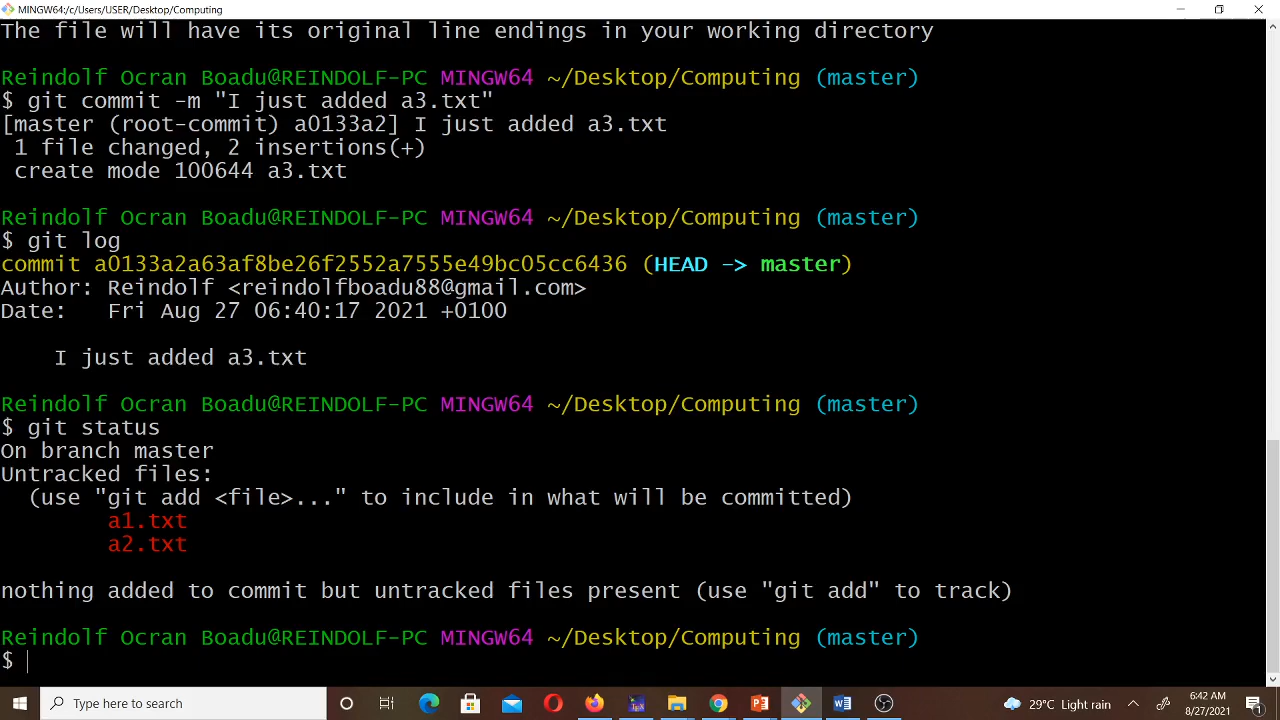 MINGW64:/c/Users/USER/Desktop/Computing
The file will have its original line endings in your working directory
Reindolf Ocran Boadu@REINDOLF-PC MINGW64 ~/Desktop/Computing (master)
$ git commit -m "I just added a3.txt"
[master (root-commit) a0133a2] I just added a3.txt
1 file changed, 2 insertions(+)
create mode 100644 a3.txt
Reindolf Ocran Boadu@REINDOLF-PC MINGW64 ~/Desktop/Computing (master)
$ git log
commit a0133a2a63af8be26f2552a7555e49bc05cc6436 (HEAD -> master)
Author: Reindolf <reindolfboadu88@gmail.com>
Date:   Fri Aug 27 06:40:17 2021 +0100
I just added a3.txt
Reindolf Ocran Boadu@REINDOLF-PC MINGW64 ~/Desktop/Computing (master)
$ git status
On branch master
Untracked files:
(use "git add <file>..." to include in what will be committed)
a1.txt
a2.txt
nothing added to commit but untracked files present (use "git add" to track)
Reindolf Ocran Boadu@REINDOLF-PC MINGW64 ~/Desktop/Computing (master)
$
Type here to search
29°C Light rain
6:42 AM
8/27/2021
1